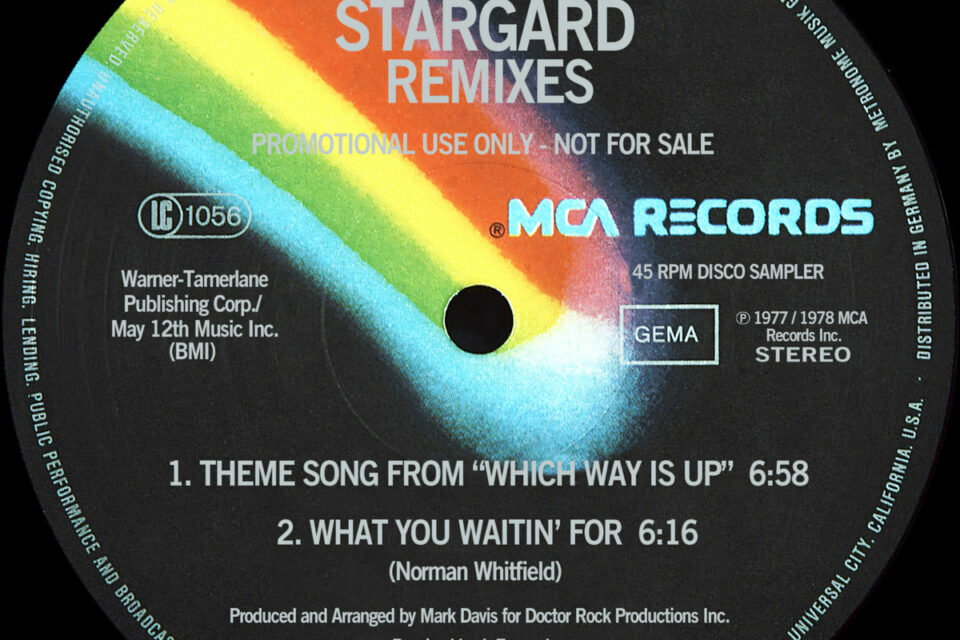 STARGARD
REMIXES
PROMOTIONAL USE ONLY - NOT FOR SALE
LC 1056
® MCA RECORDS
45 RPM DISCO SAMPLER
Warner-Tamerlane
Publishing Corp./
May 12th Music Inc.
(BMI)
GEMA
℗ 1977 / 1978 MCA
Records Inc.
STEREO
1. THEME SONG FROM “WHICH WAY IS UP” 6:58
2. WHAT YOU WAITIN’ FOR 6:16
(Norman Whitfield)
Produced and Arranged by Mark Davis for Doctor Rock Productions Inc.
RESERVED. UNAUTHORISED COPYING. HIRING. LENDING. PUBLIC PERFORMANCE AND BROADCAS
UNIVERSAL CITY. CALIFORNIA. U.S.A. · DISTRIBUTED IN GERMANY BY METRONOME MUSIK G